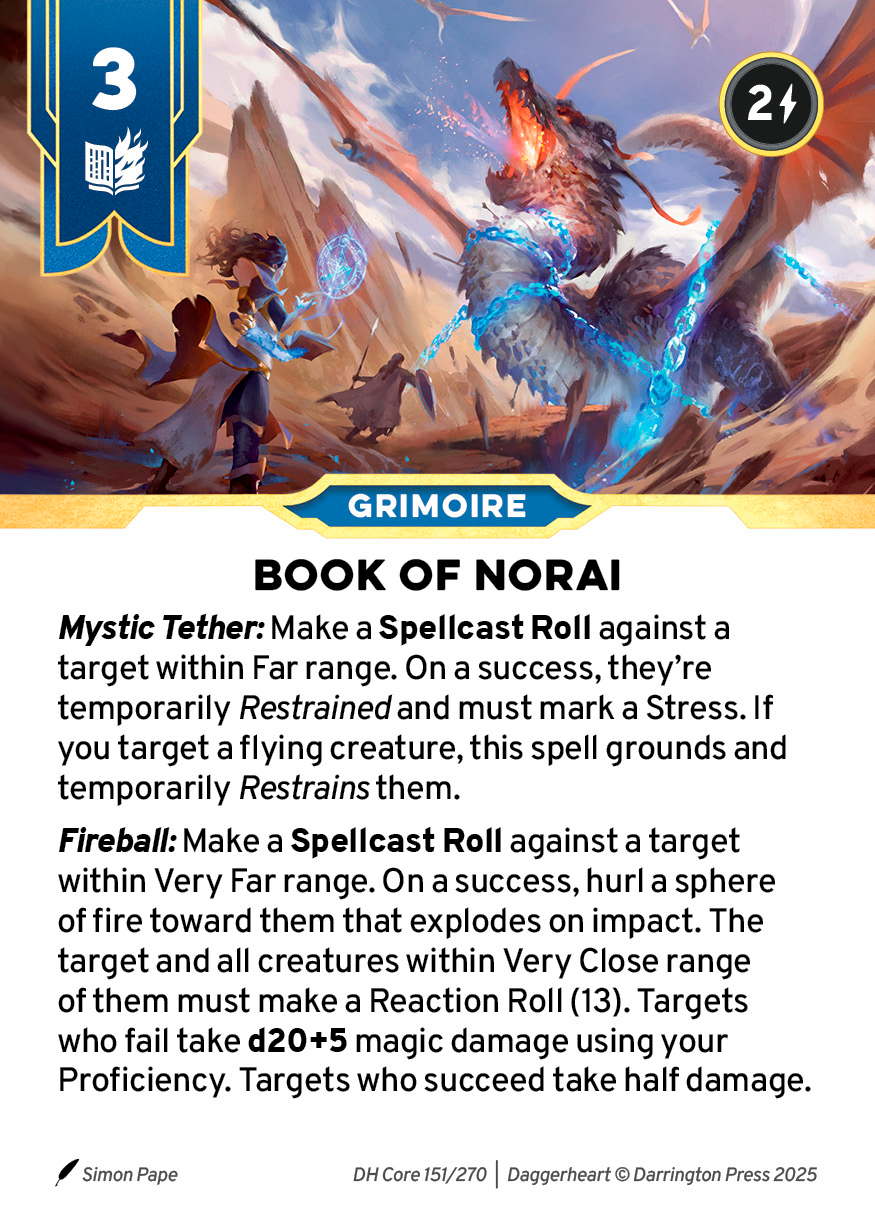 3
2
GRIMOIRE
BOOK OF NORAI
Mystic Tether: Make a Spellcast Roll against a
target within Far range. On a success, they’re
temporarily Restrained and must mark a Stress. If
you target a flying creature, this spell grounds and
temporarily Restrains them.
Fireball: Make a Spellcast Roll against a target
within Very Far range. On a success, hurl a sphere
of fire toward them that explodes on impact. The
target and all creatures within Very Close range
of them must make a Reaction Roll (13). Targets
who fail take d20+5 magic damage using your
Proficiency. Targets who succeed take half damage.
Simon Pape
DH Core 151/270 | Daggerheart © Darrington Press 2025